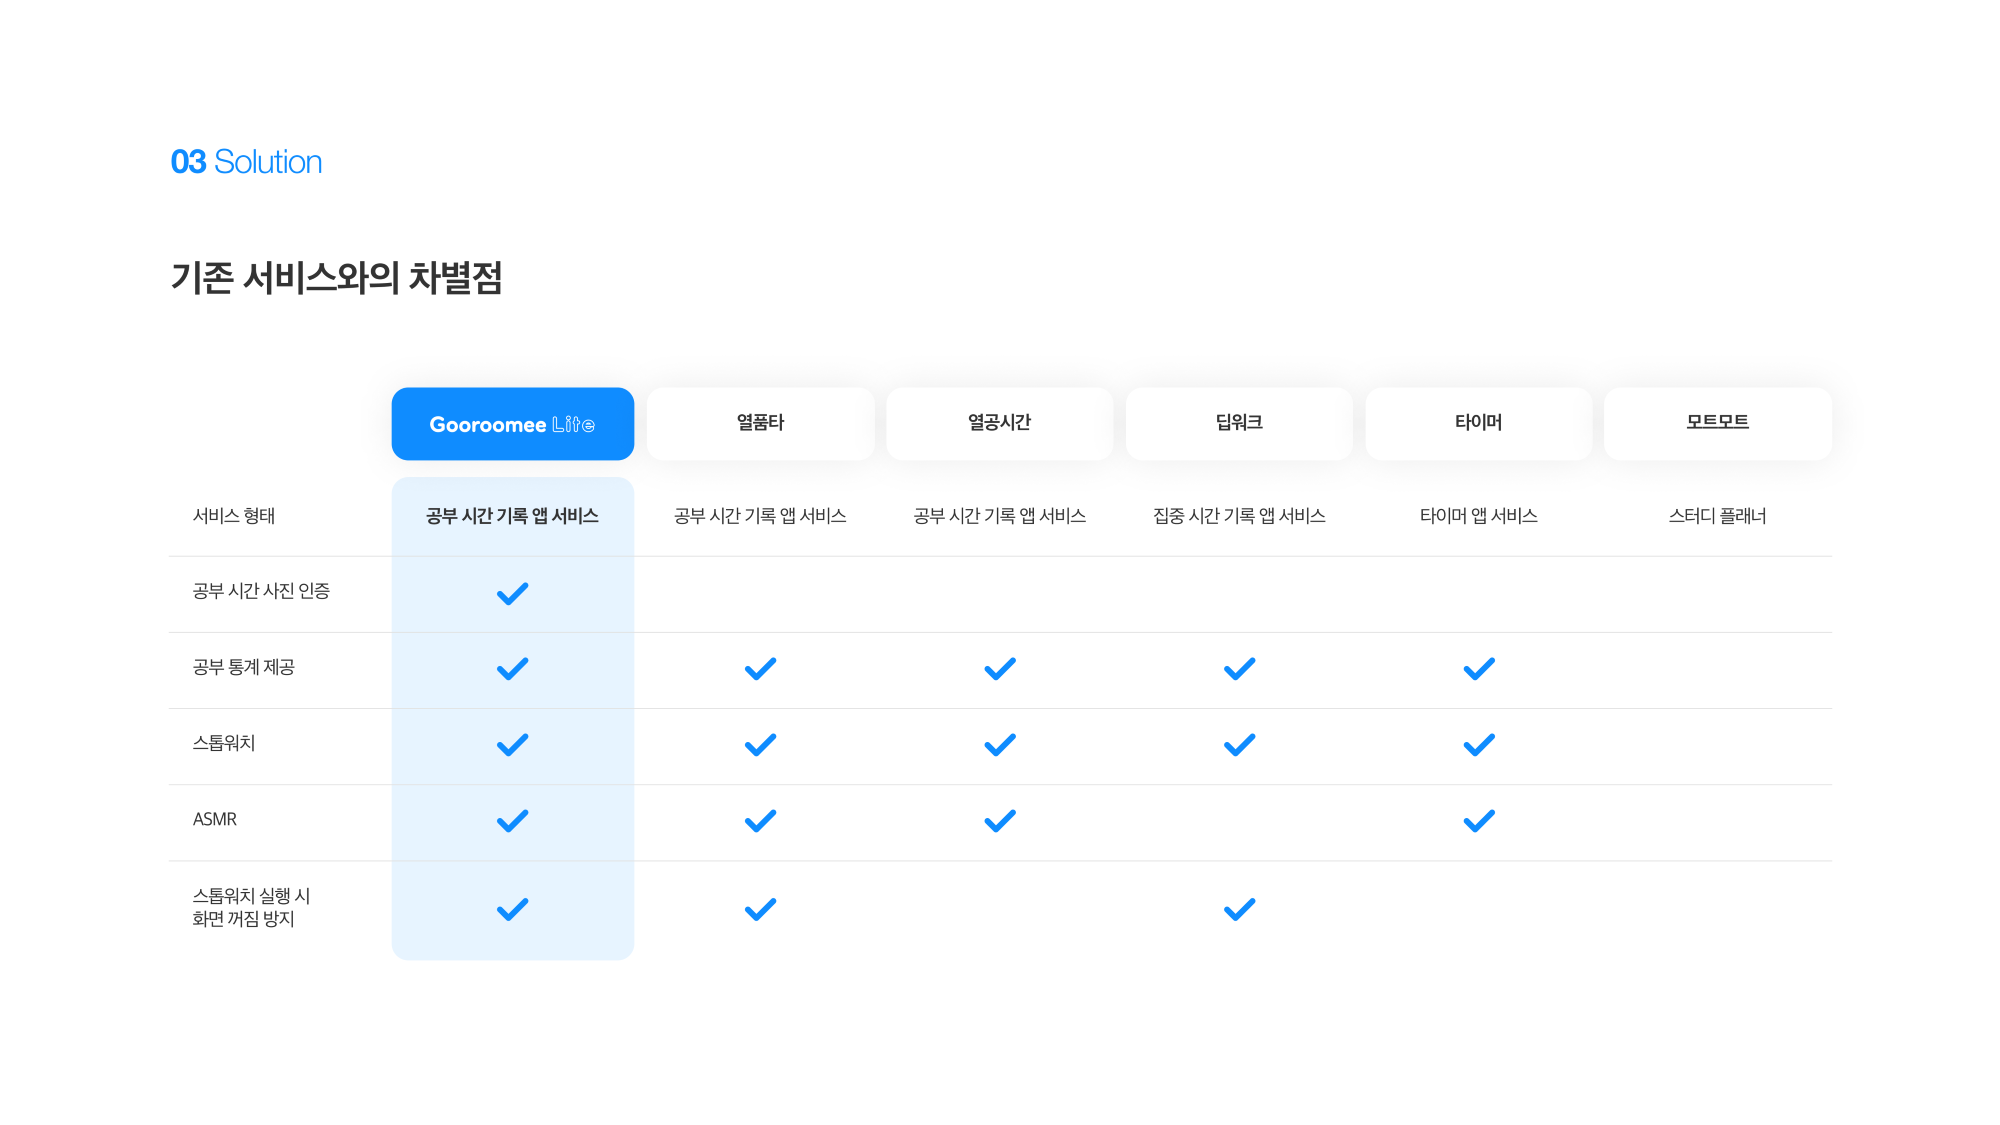 03 Solution
기존 서비스와의 차별점
Gooroomee Life 열품타 열공시간 딥워크 타이머 모트모트
서비스 형태 공부 시간 기록 앱 서비스 공부 시간 기록 앱 서비스 공부 시간 기록 앱 서비스 집중 시간 기록 앱 서비스 타이머 앱 서비스 스터디 플래너
공부 시간 사진 인증
공부 통계 제공
스톱워치
ASMR
스톱워치 실행 시
화면 꺼짐 방지